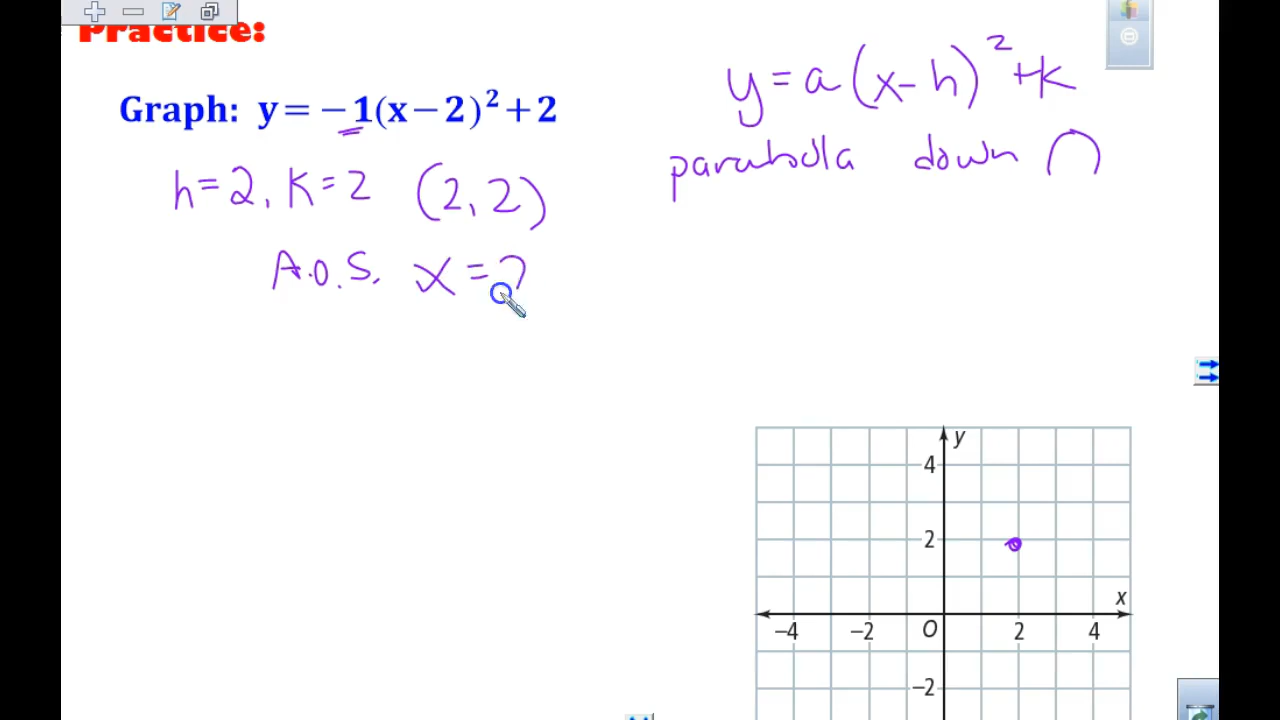 Practice:
y = a(x-h)² + k
Graph: y = −1(x − 2)² + 2
parabola down
h=2, k=2 (2,2)
A.O.S. x=2
y
4
2
x
−4 −2 O 2 4
−2